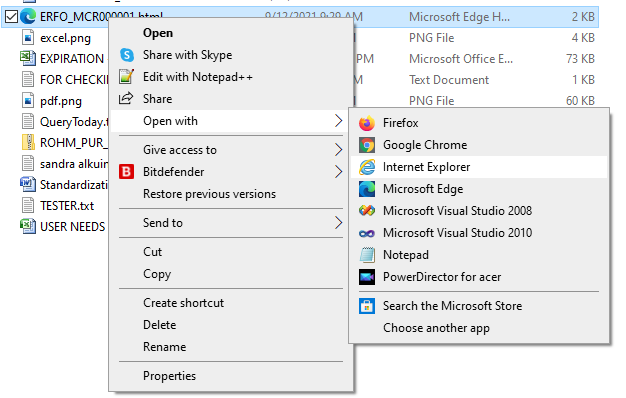 ERFO_MCR000001.html 9/12/2021 9:29 AM Microsoft Edge H... 2 KB
excel.png PNG File 4 KB
EXPIRATION PM Microsoft Office E... 73 KB
FOR CHECKI Text Document 1 KB
pdf.png PNG File 60 KB
QueryToday.t
ROHM_PUR_
sandra alkuin
Standardizati
TESTER.txt
USER NEEDS
Open
Share with Skype
Edit with Notepad++
Share
Open with
Give access to
Bitdefender
Restore previous versions
Send to
Cut
Copy
Create shortcut
Delete
Rename
Properties
Firefox
Google Chrome
Internet Explorer
Microsoft Edge
Microsoft Visual Studio 2008
Microsoft Visual Studio 2010
Notepad
PowerDirector for acer
Search the Microsoft Store
Choose another app